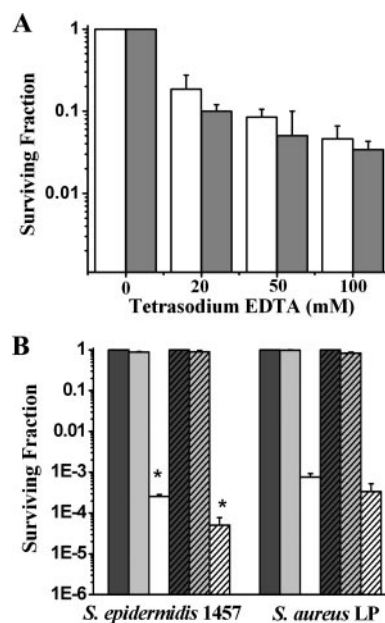 A
Surviving Fraction
1
0.1
0.01
0 20 50 100
Tetrasodium EDTA (mM)
B
Surviving Fraction
1
0.1
0.01
1E-3
1E-4
1E-5
1E-6
* *
S. epidermidis 1457 S. aureus LP